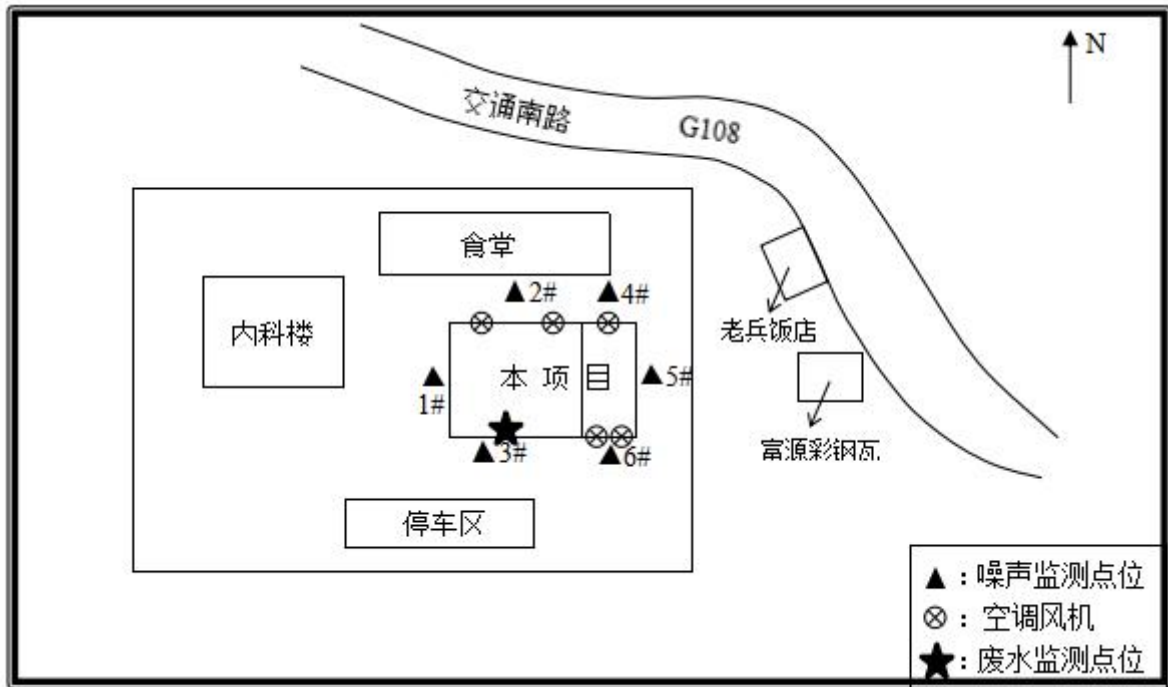 N
交通南路
G108
食堂
内科楼
▲2#
▲4#
老兵饭店
本项目
▲
1#
▲5#
▲3#
▲6#
富源彩钢瓦
停车区
▲：噪声监测点位
⊗：空调风机
★：废水监测点位